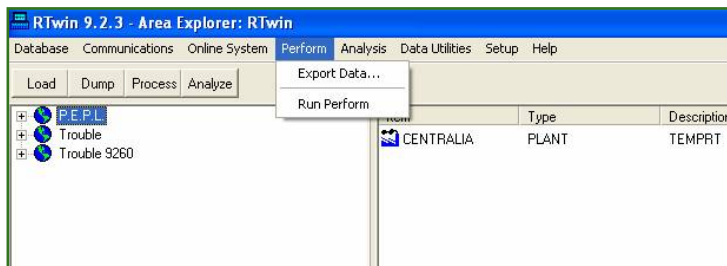 RTwin 9.2.3 - Area Explorer: RTwin
Database Communications Online System Perform Analysis Data Utilities Setup Help
Load Dump Process Analyze
Export Data...
Run Perform
P.E.P.L.
Trouble
Trouble 9260
Type Description
CENTRALIA PLANT TEMPRT